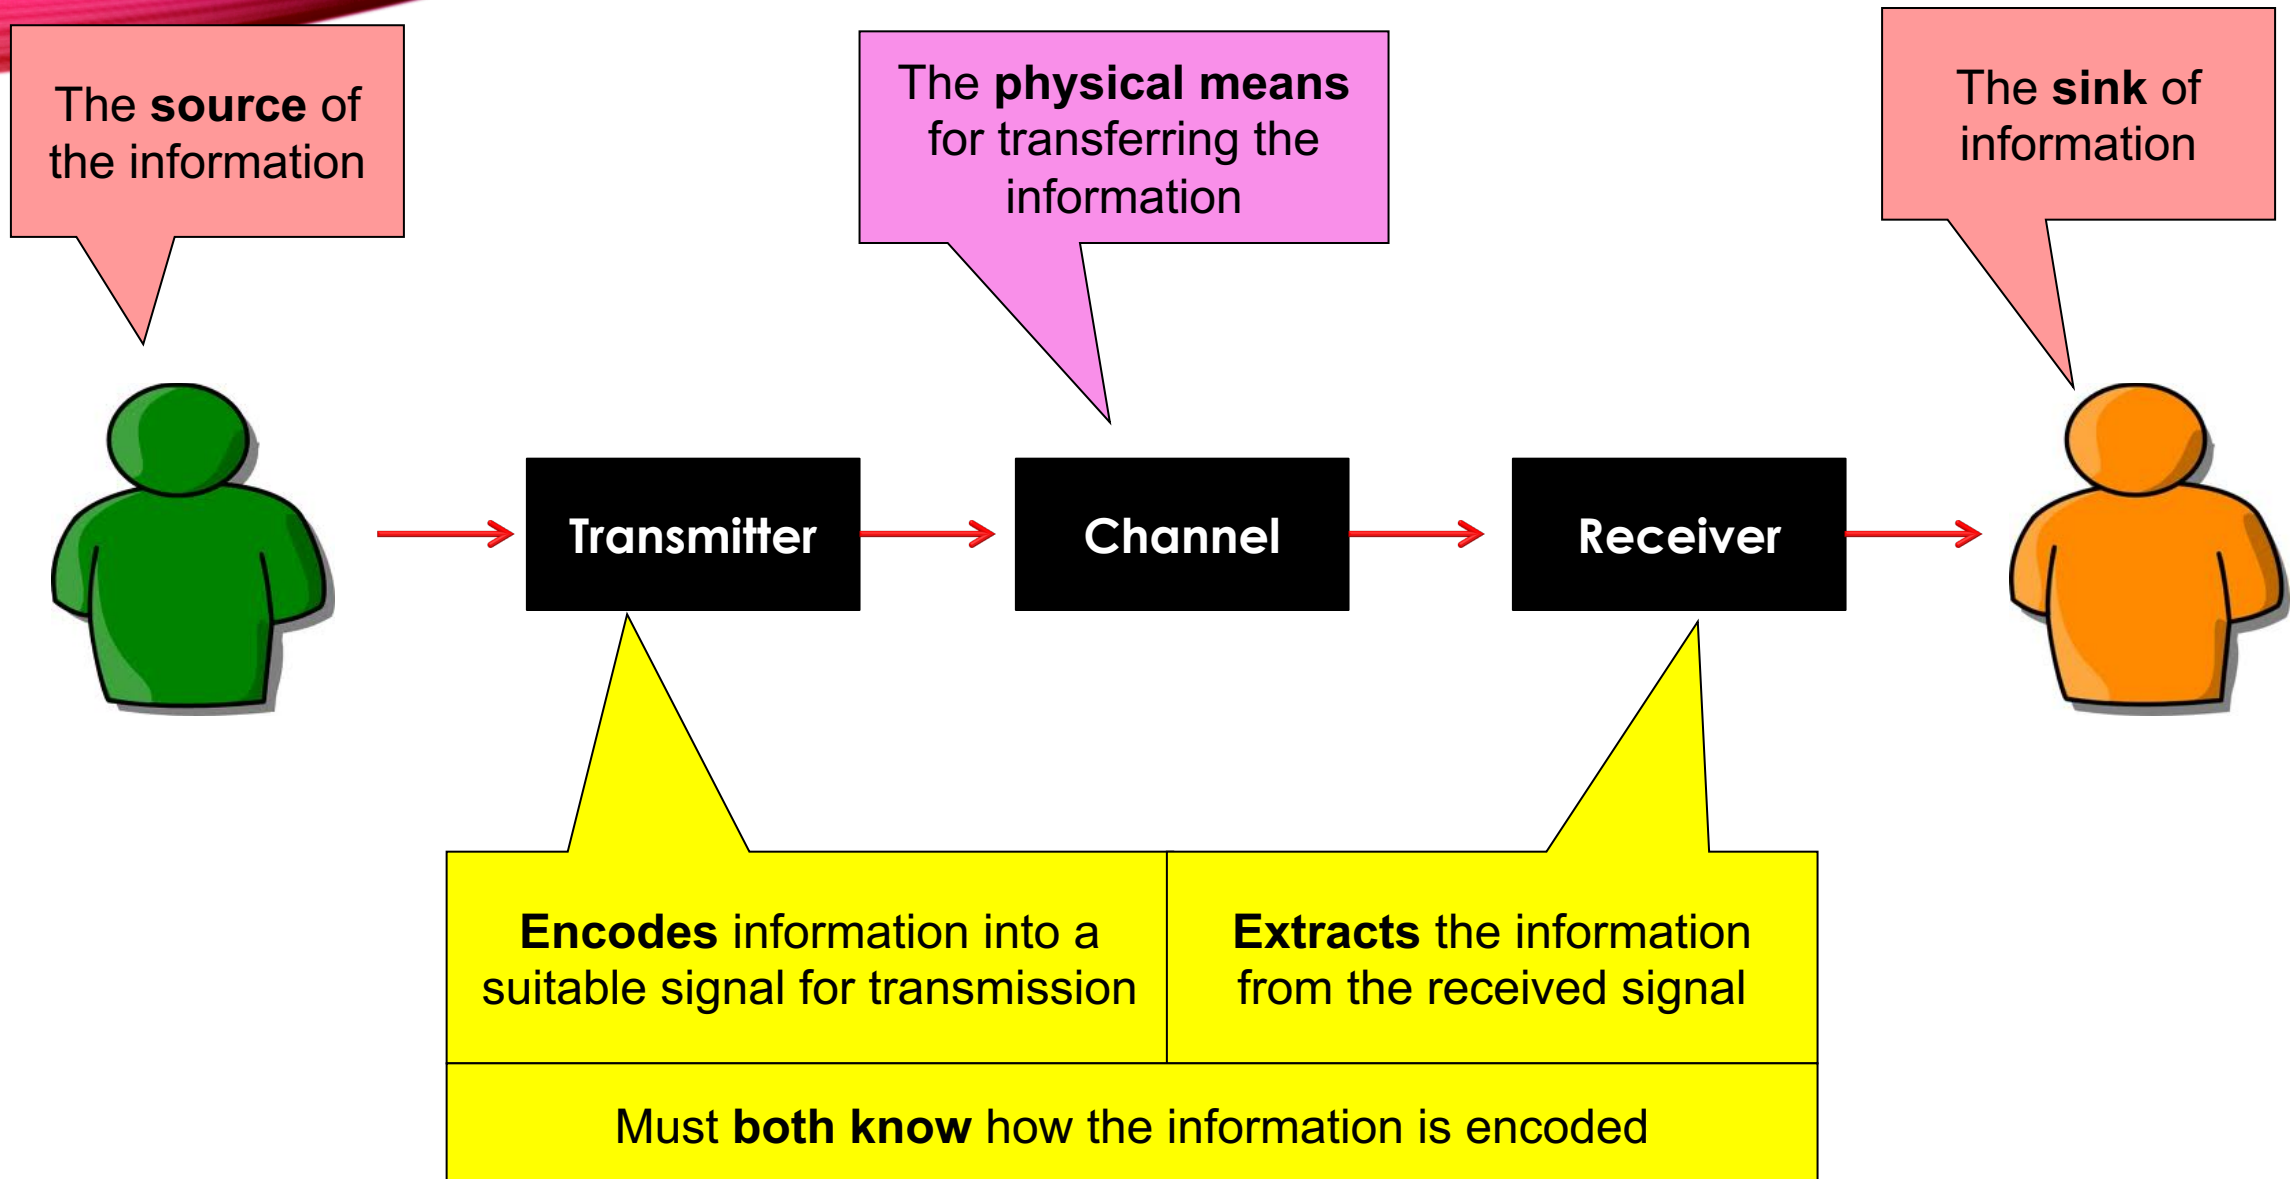 The source of
the information
The physical means
for transferring the
information
The sink of
information
Transmitter
Channel
Receiver
Encodes information into a
suitable signal for transmission
Extracts the information
from the received signal
Must both know how the information is encoded